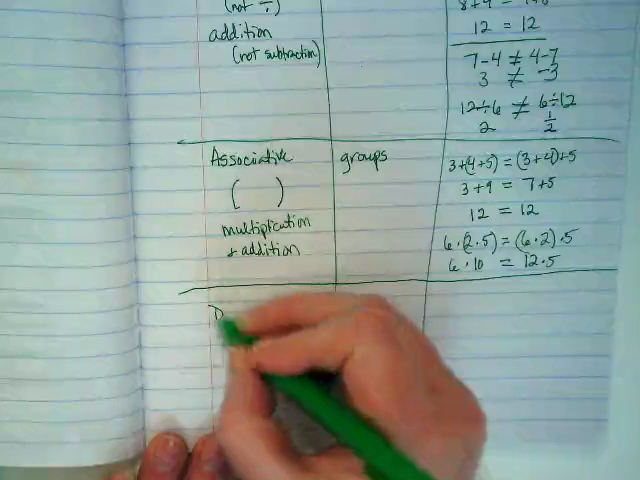 (not ÷)
addition
(not subtraction)
12 = 12
7-4 ≠ 4-7
3 ≠ -3
12÷6 ≠ 6÷12
2 1/2
Associative
( )
multiplication
+ addition
groups
3+(4+5) = (3+4)+5
3+9 = 7+5
12 = 12
6·(2·5) = (6·2)·5
6·10 = 12·5
D